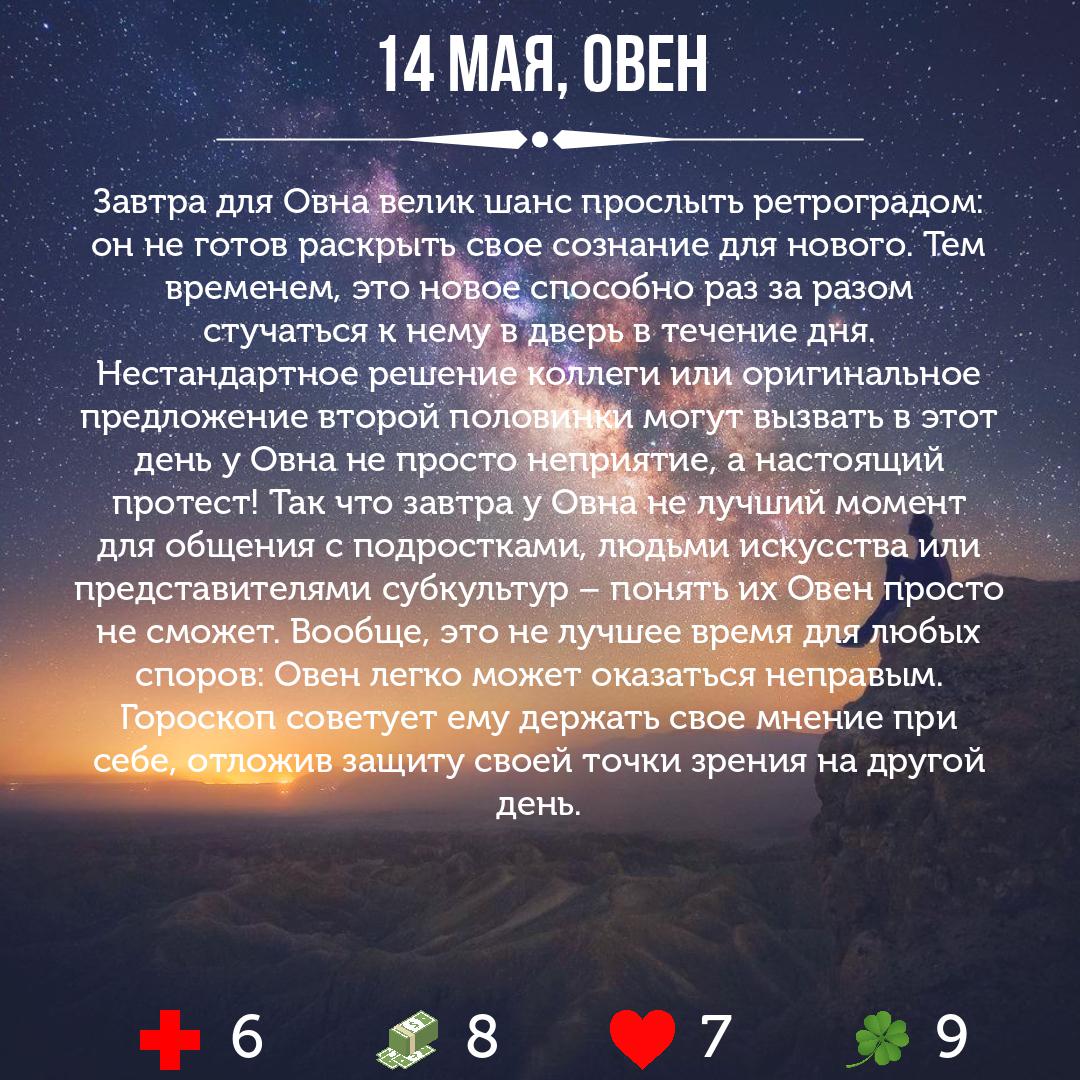 14 МАЯ, ОВЕН
Завтра для Овна велик шанс прослыть ретроградом:
он не готов раскрыть свое сознание для нового. Тем
временем, это новое способно раз за разом
стучаться к нему в дверь в течение дня.
Нестандартное решение коллеги или оригинальное
предложение второй половинки могут вызвать в этот
день у Овна не просто неприятие, а настоящий
протест! Так что завтра у Овна не лучший момент
для общения с подростками, людьми искусства или
представителями субкультур – понять их Овен просто
не сможет. Вообще, это не лучшее время для любых
споров: Овен легко может оказаться неправым.
Гороскоп советует ему держать свое мнение при
себе, отложив защиту своей точки зрения на другой
день.
6 8 7 9